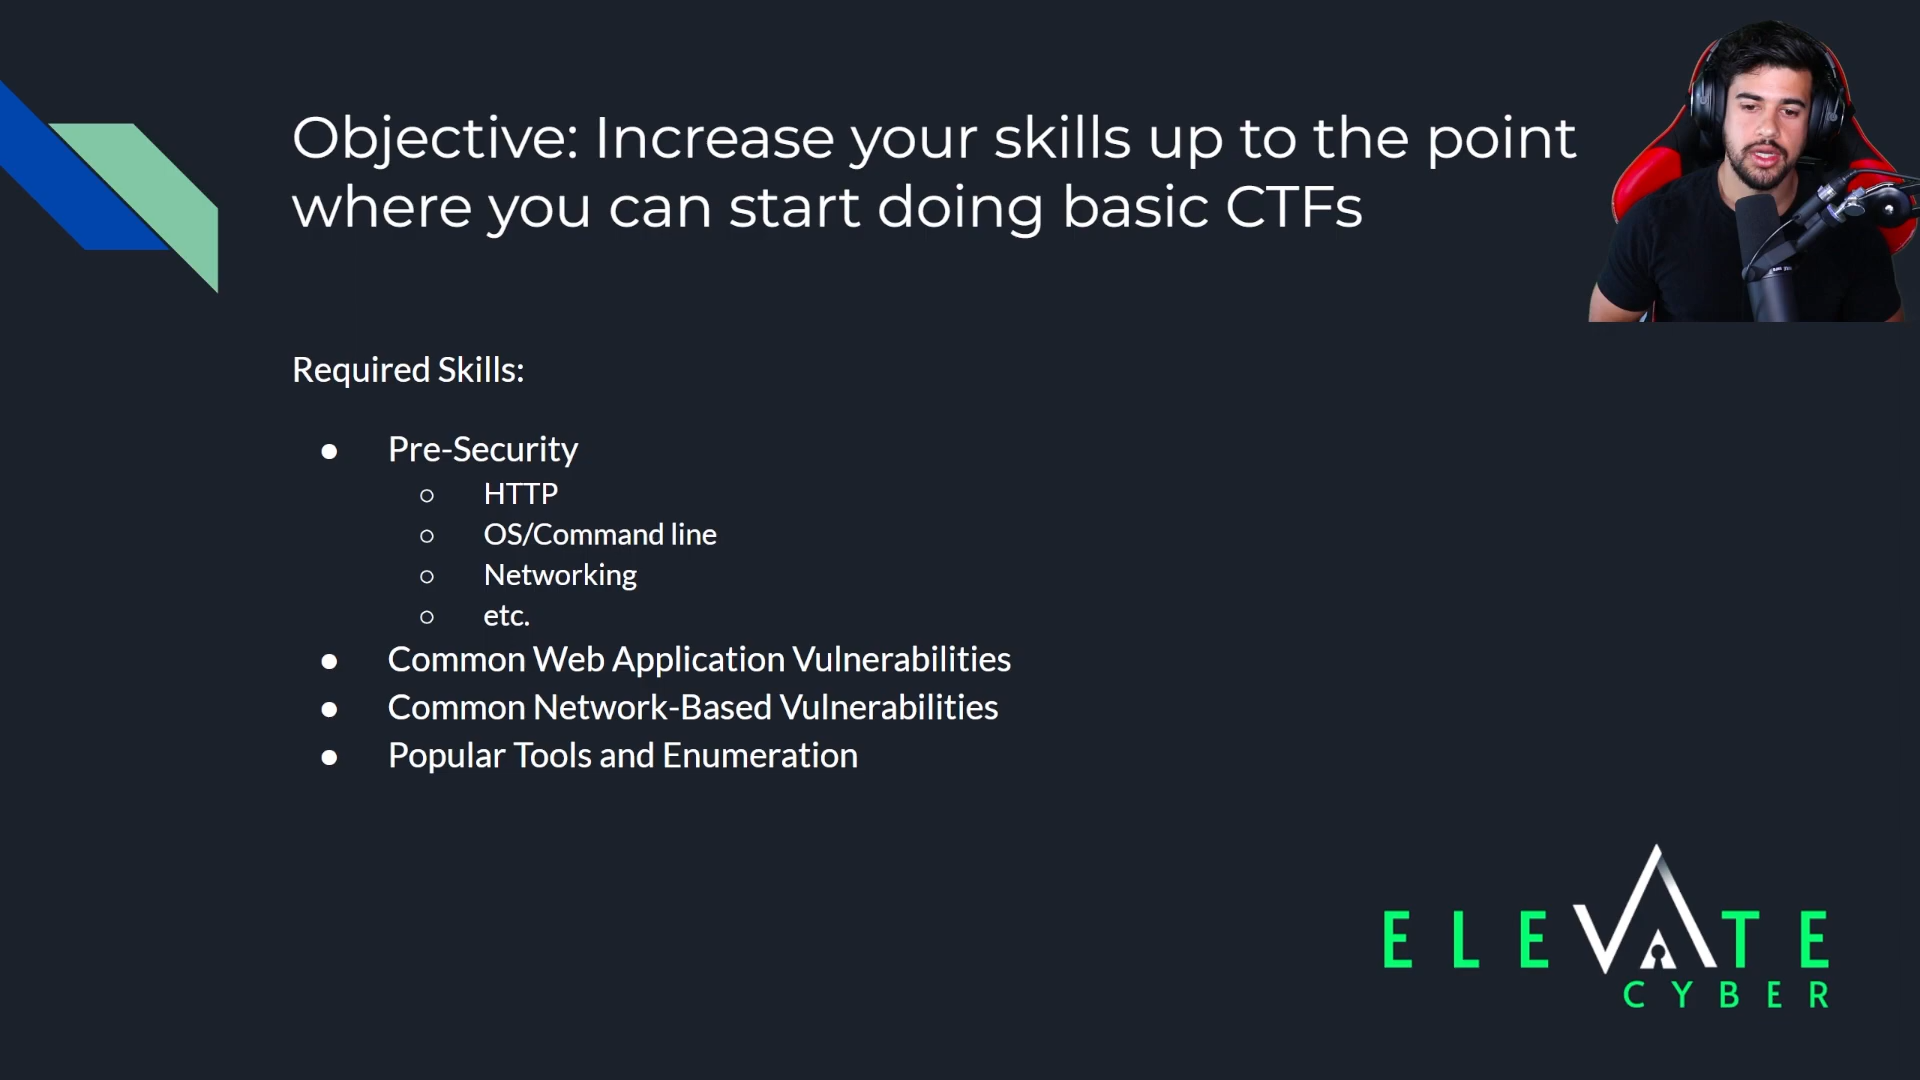 Objective: Increase your skills up to the point
where you can start doing basic CTFs
Required Skills:
● Pre-Security
○ HTTP
○ OS/Command line
○ Networking
○ etc.
● Common Web Application Vulnerabilities
● Common Network-Based Vulnerabilities
● Popular Tools and Enumeration
ELEVATE
CYBER